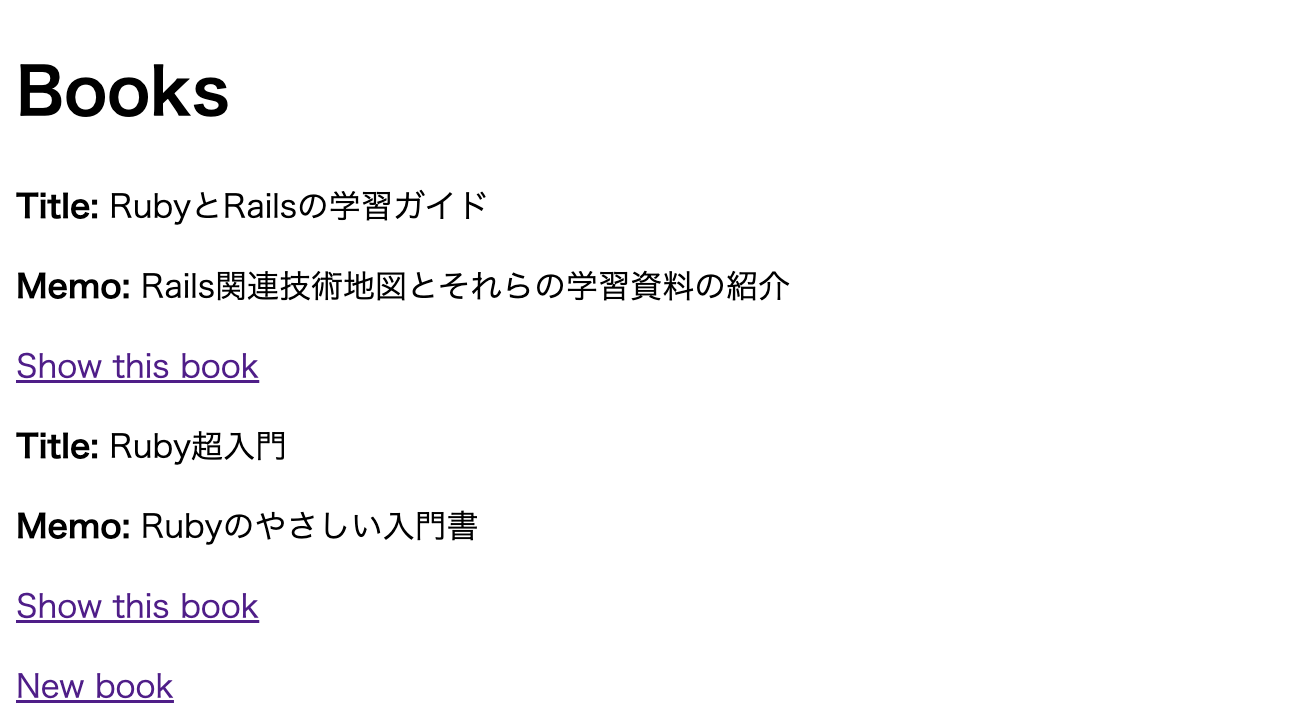 Books
Title: RubyとRailsの学習ガイド
Memo: Rails関連技術地図とそれらの学習資料の紹介
Show this book
Title: Ruby超入門
Memo: Rubyのやさしい入門書
Show this book
New book